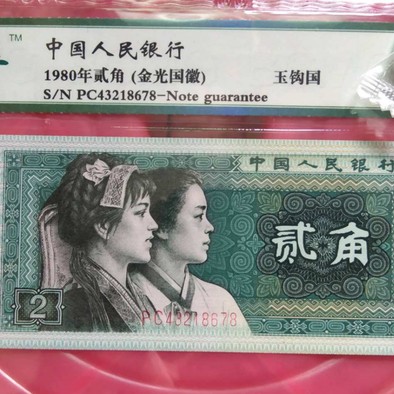 TM
中国人民银行
1980年贰角 (金光国徽) 玉钩国
S/N PC43218678-Note guarantee
中国人民银行
贰角
2
PC43218678